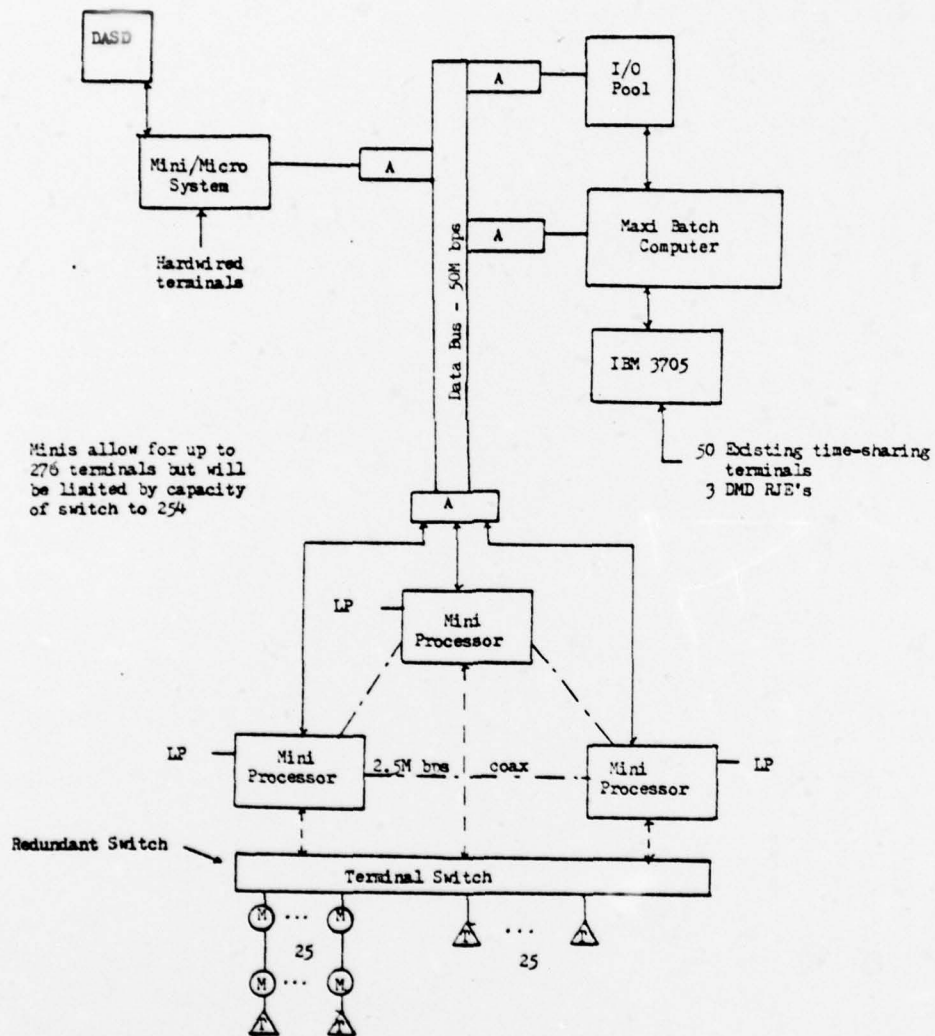 DASD
I/O
Pool
A
Mini/Micro
System
A
Maxi Batch
Computer
A
Hardwired
terminals
Data Bus - 50M bps
IBM 3705
Minis allow for up to
276 terminals but will
be limited by capacity
of switch to 254
50 Existing time-sharing
terminals
3 DMD RJE's
A
LP
Mini
Processor
LP
Mini
Processor
2.5M bps coax
Mini
Processor
LP
Redundant Switch
Terminal Switch
M ... M
T ... T
25
25
M ... M
T T